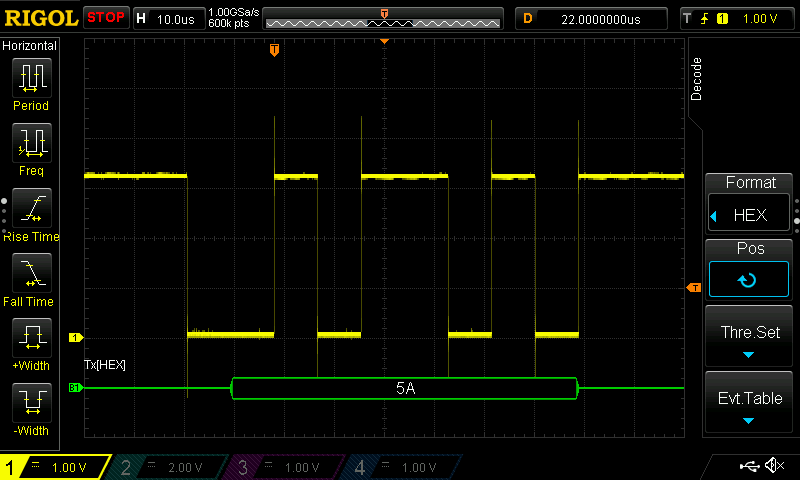 RIGOL STOP H 10.0us 1.00GSa/s 600k pts T D 22.0000000us T 1 1.00 V
Horizontal
Period
Freq
Rise Time
Fall Time
+Width
-Width
T
T
1
Tx[HEX]
B1
5A
Decode
Format
HEX
Pos
Thre.Set
Evt.Table
1 1.00 V 2 2.00 V 3 1.00 V 4 1.00 V